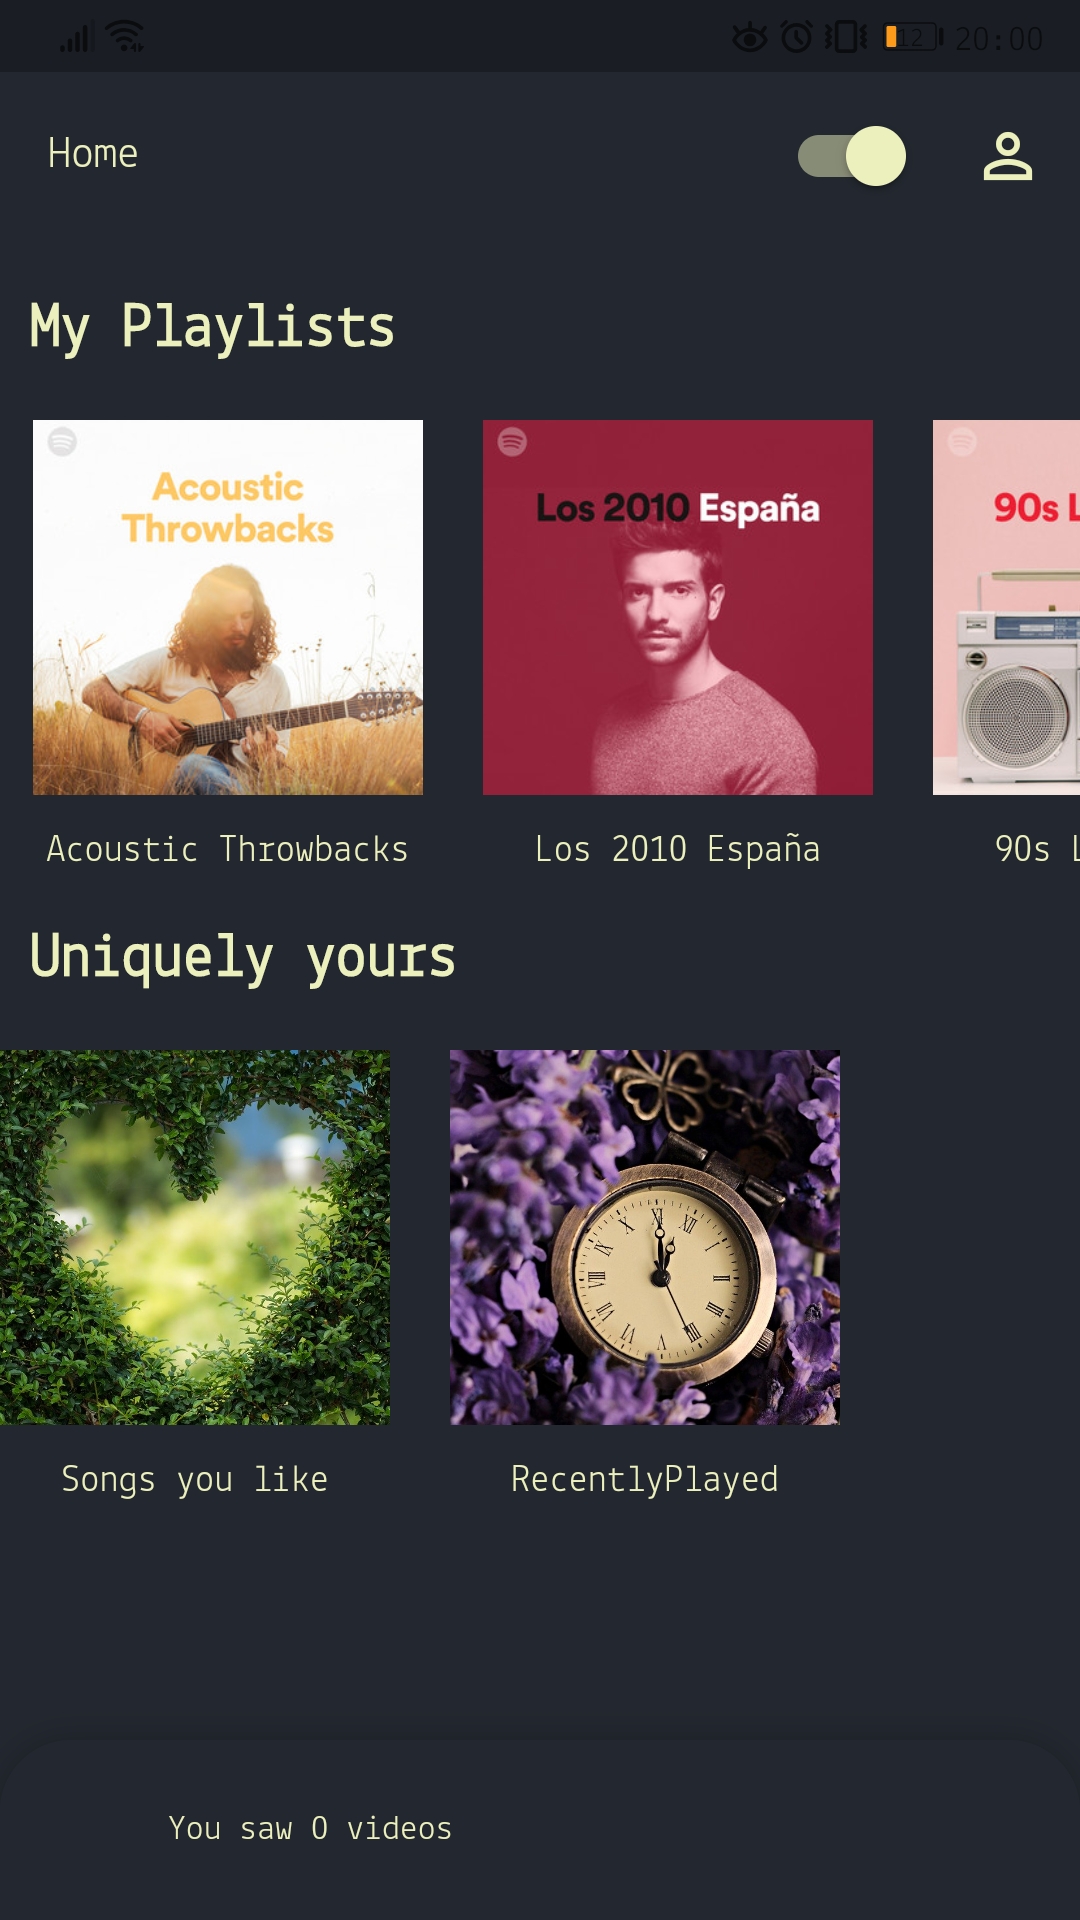 12 20:00
Home
My Playlists
Acoustic
Throwbacks
Los 2010 España
90s L
Acoustic Throwbacks
Los 2010 España
90s L
Uniquely yours
Songs you like
RecentlyPlayed
You saw 0 videos